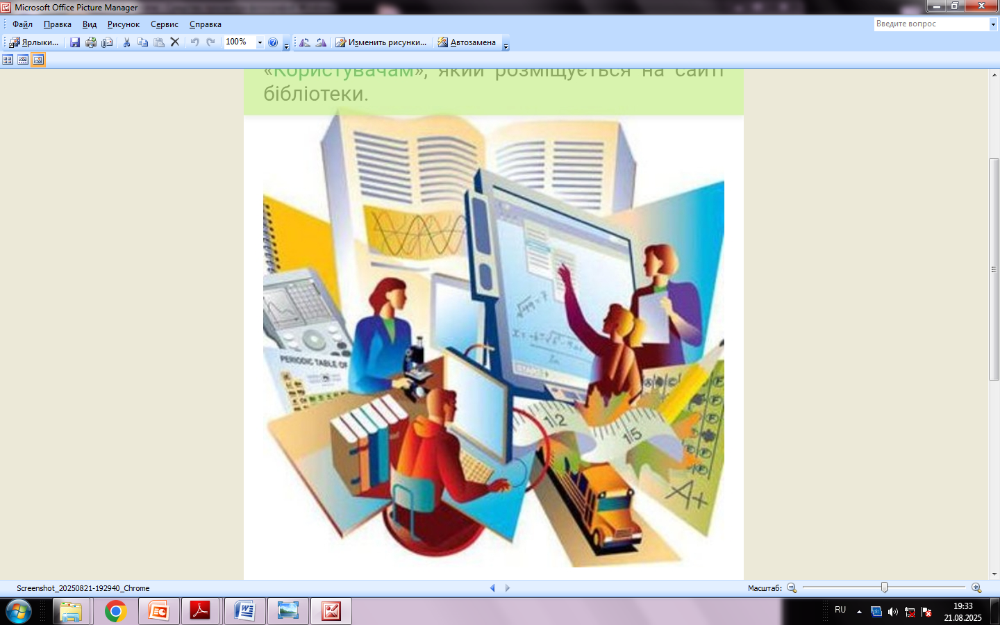 Microsoft Office Picture Manager
Файл Правка Вид Рисунок Сервис Справка
Введите вопрос
Ярлыки... 100% Изменить рисунки... Автозамена
«Користувачам», який розміщується на сайті
бібліотеки.
PERIODIC TABLE OF
12
15
A+
Screenshot_20250821-192940_Chrome
Масштаб:
RU
19:33
21.08.2025